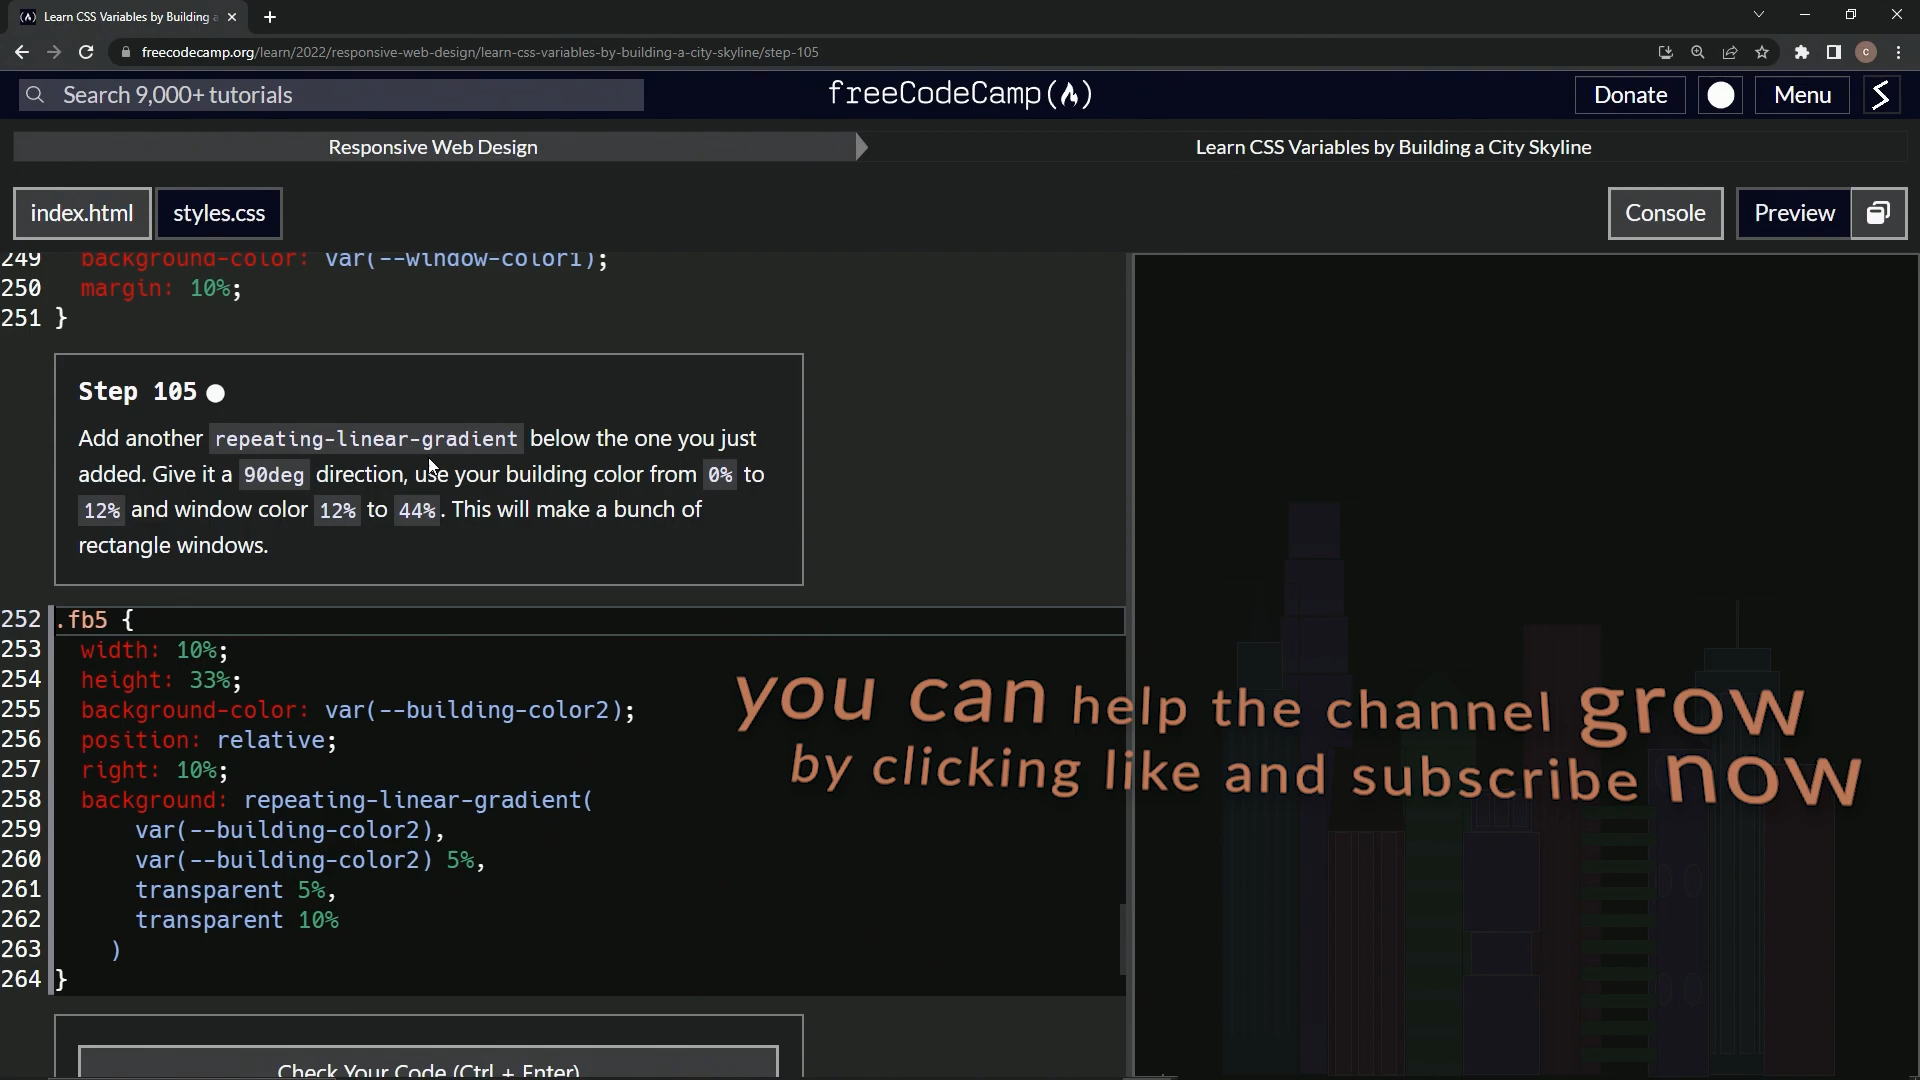 Learn CSS Variables by Building a
freecodecamp.org/learn/2022/responsive-web-design/learn-css-variables-by-building-a-city-skyline/step-105
C
Search 9,000+ tutorials
freeCodeCamp(🔥)
Donate
Menu
Responsive Web Design
Learn CSS Variables by Building a City Skyline
index.html
styles.css
Console
Preview
249 background-color: var(--window-color1);
250 margin: 10%;
251 }
Step 105
Add another repeating-linear-gradient below the one you just
added. Give it a 90deg direction, use your building color from 0% to
12% and window color 12% to 44%. This will make a bunch of
rectangle windows.
252 .fb5 {
253 width: 10%;
254 height: 33%;
255 background-color: var(--building-color2);
256 position: relative;
257 right: 10%;
258 background: repeating-linear-gradient(
259 var(--building-color2),
260 var(--building-color2) 5%,
261 transparent 5%,
262 transparent 10%
263 )
264 }
you can help the channel grow
by clicking like and subscribe now
Check Your Code (Ctrl + Enter)